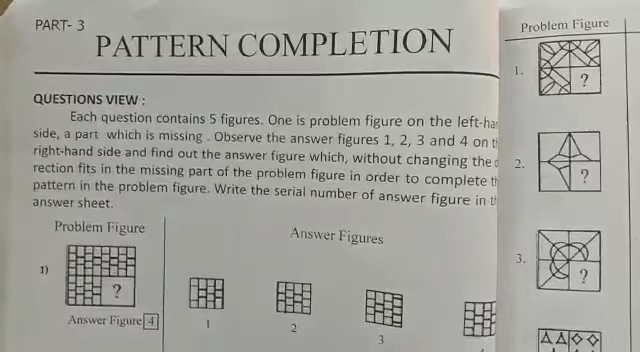 PART- 3
PATTERN COMPLETION
QUESTIONS VIEW :
Each question contains 5 figures. One is problem figure on the left-
side, a part which is missing . Observe the answer figures 1, 2, 3 and 4 on
right-hand side and find out the answer figure which, without changing the
rection fits in the missing part of the problem figure in order to complete
pattern in the problem figure. Write the serial number of answer figure in
answer sheet.
Problem Figure
Answer Figures
1)
?
Answer Figure 4
1
2
3
Problem Figure
1.
?
2.
?
3.
?